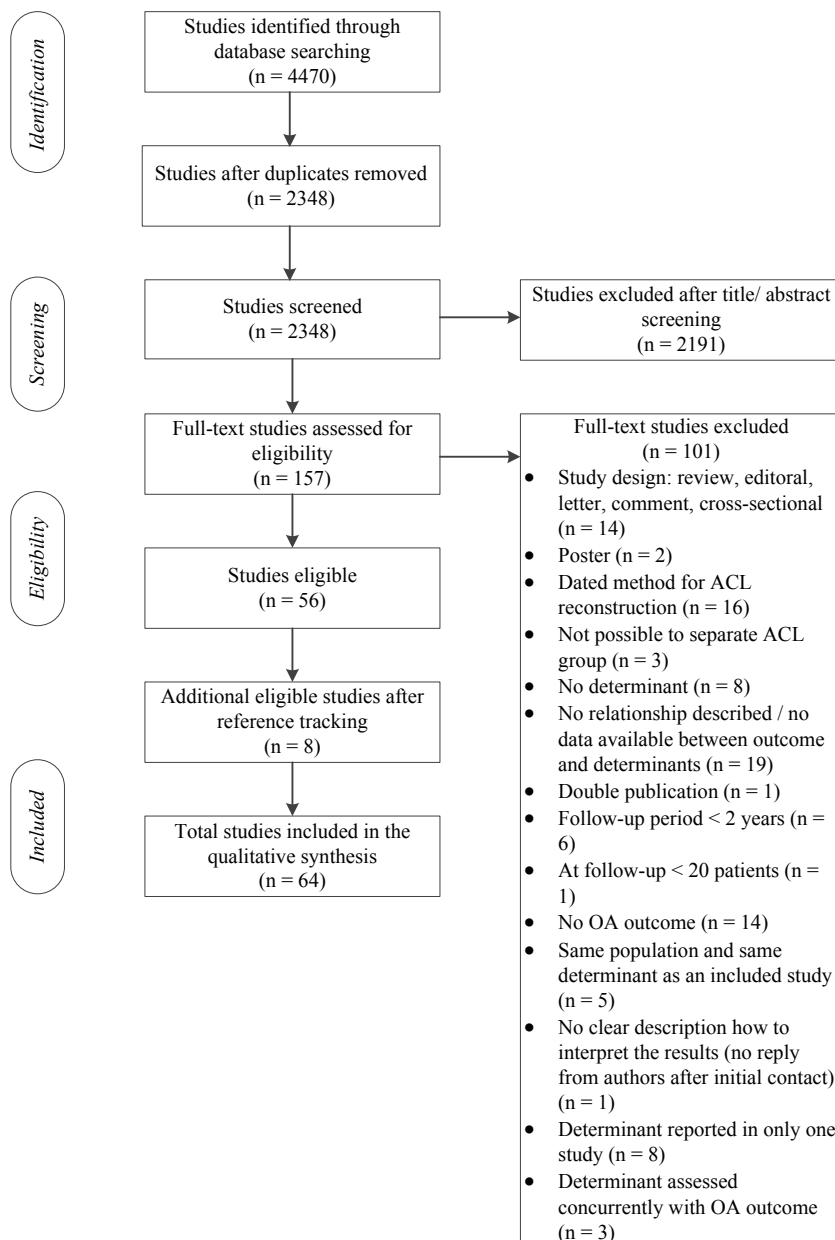 Identification
Studies identified through
database searching
(n = 4470)
Studies after duplicates removed
(n = 2348)
Screening
Studies screened
(n = 2348)
Studies excluded after title/ abstract
screening
(n = 2191)
Eligibility
Full-text studies assessed for
eligibility
(n = 157)
Full-text studies excluded
(n = 101)
• Study design: review, editoral,
letter, comment, cross-sectional
(n = 14)
• Poster (n = 2)
• Dated method for ACL
reconstruction (n = 16)
• Not possible to separate ACL
group (n = 3)
• No determinant (n = 8)
• No relationship described / no
data available between outcome
and determinants (n = 19)
• Double publication (n = 1)
• Follow-up period < 2 years (n =
6)
• At follow-up < 20 patients (n =
1)
• No OA outcome (n = 14)
• Same population and same
determinant as an included study
(n = 5)
• No clear description how to
interpret the results (no reply
from authors after initial contact)
(n = 1)
• Determinant reported in only one
study (n = 8)
• Determinant assessed
concurrently with OA outcome
(n = 3)
Studies eligible
(n = 56)
Additional eligible studies after
reference tracking
(n = 8)
Included
Total studies included in the
qualitative synthesis
(n = 64)